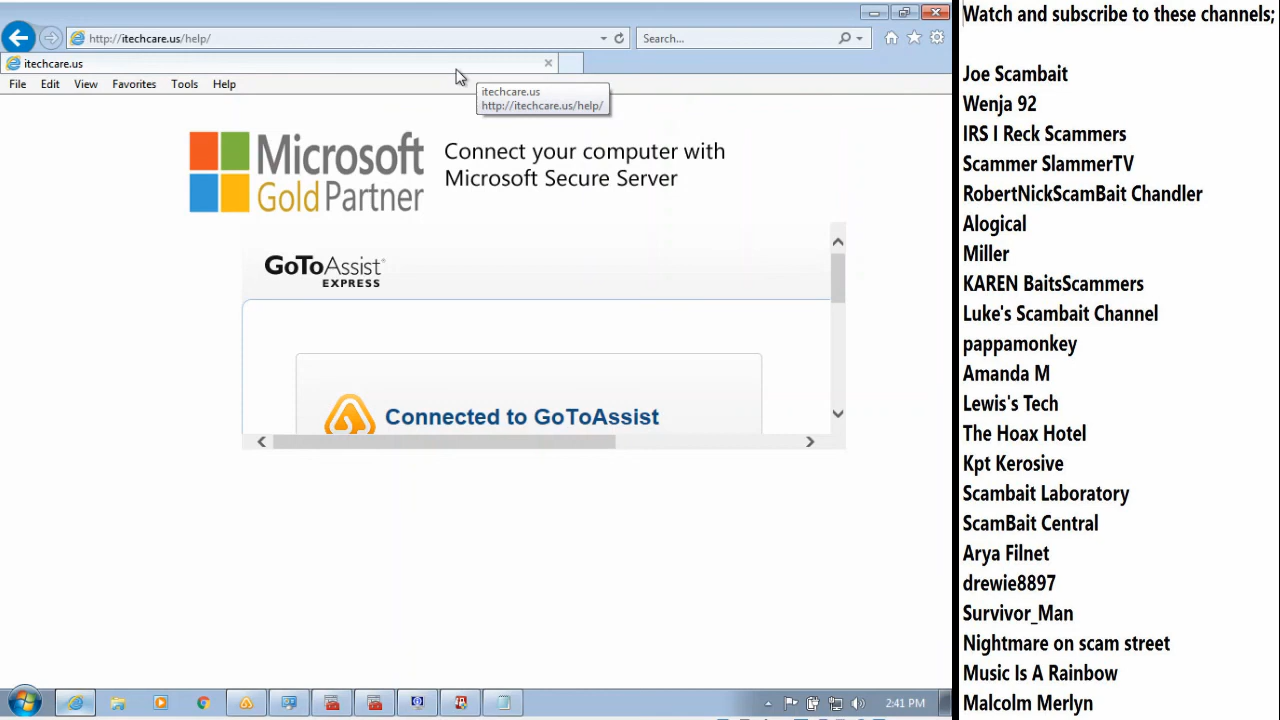 http://itechcare.us/help/
Search...
itechcare.us
itechcare.us
http://itechcare.us/help/
File Edit View Favorites Tools Help
Microsoft
Gold Partner
Connect your computer with
Microsoft Secure Server
GoToAssist
EXPRESS
Connected to GoToAssist
2:41 PM
Watch and subscribe to these channels;
Joe Scambait
Wenja 92
IRS I Reck Scammers
Scammer SlammerTV
RobertNickScamBait Chandler
Alogical
Miller
KAREN BaitsScammers
Luke's Scambait Channel
pappamonkey
Amanda M
Lewis's Tech
The Hoax Hotel
Kpt Kerosive
Scambait Laboratory
ScamBait Central
Arya Filnet
drewie8897
Survivor_Man
Nightmare on scam street
Music Is A Rainbow
Malcolm Merlyn